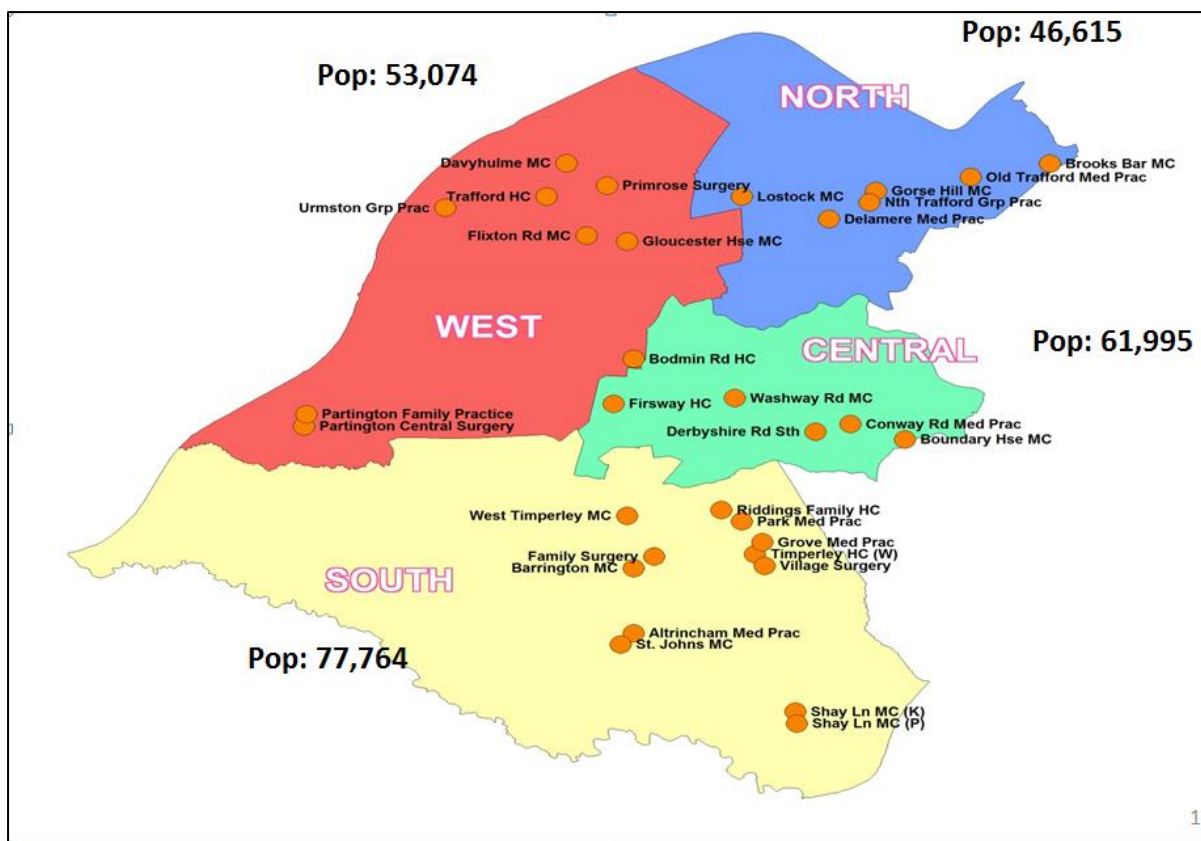 Pop: 46,615
Pop: 53,074
NORTH
Davyhulme MC
Brooks Bar MC
Primrose Surgery
Old Trafford Med Prac
Trafford HC
Lostock MC
Gorse Hill MC
Urmston Grp Prac
Nth Trafford Grp Prac
Delamere Med Prac
Flixton Rd MC
Gloucester Hse MC
WEST
Pop: 61,995
CENTRAL
Bodmin Rd HC
Firsway HC
Washway Rd MC
Partington Family Practice
Partington Central Surgery
Conway Rd Med Prac
Derbyshire Rd Sth
Boundary Hse MC
West Timperley MC
Riddings Family HC
Park Med Prac
Grove Med Prac
Family Surgery
Timperley HC (W)
Barrington MC
Village Surgery
SOUTH
Altrincham Med Prac
St. Johns MC
Pop: 77,764
Shay Ln MC (K)
Shay Ln MC (P)
1